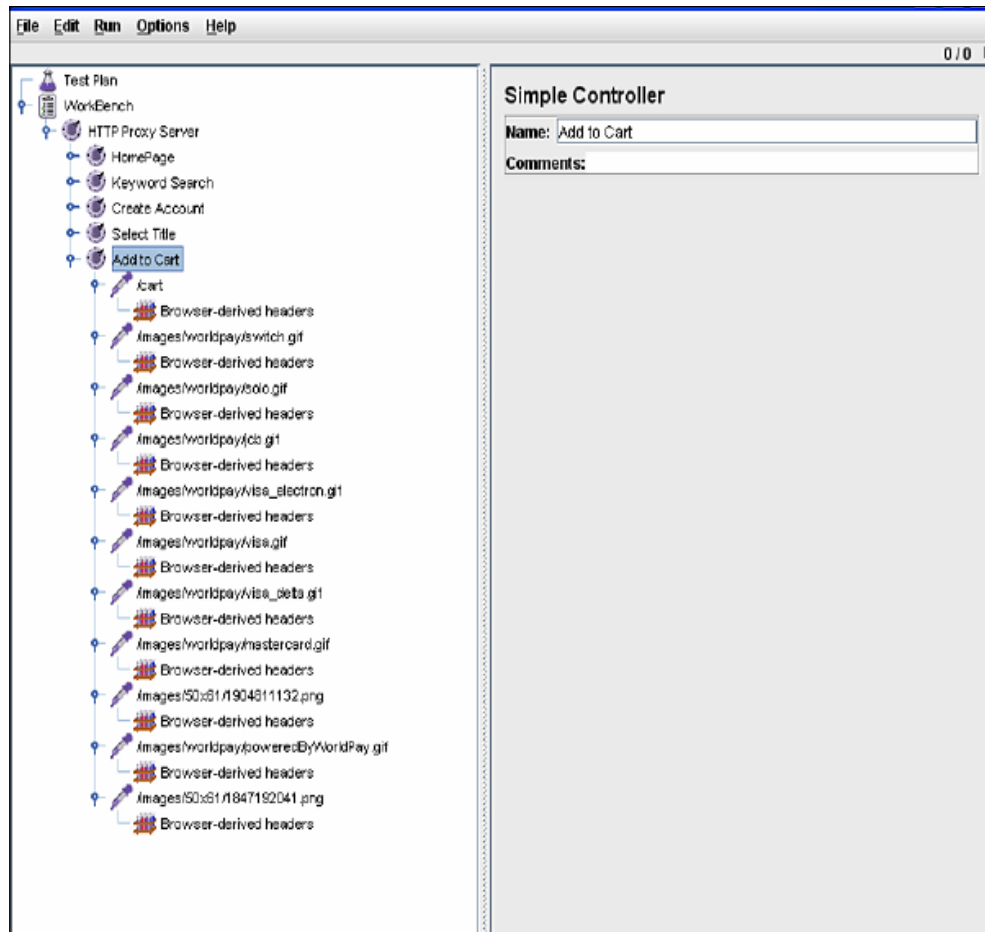 File Edit Run Options Help
0 / 0
Test Plan
WorkBench
HTTP Proxy Server
HomePage
Keyword Search
Create Account
Select Title
Add to Cart
/cart
Browser-derived headers
/images/worldpay/switch.gif
Browser-derived headers
/images/worldpay/solo.gif
Browser-derived headers
/images/worldpay/jcb.gif
Browser-derived headers
/images/worldpay/visa_electron.gif
Browser-derived headers
/images/worldpay/visa.gif
Browser-derived headers
/images/worldpay/visa_delta.gif
Browser-derived headers
/images/worldpay/mastercard.gif
Browser-derived headers
/images/50x61/1904811132.png
Browser-derived headers
/images/worldpay/poweredByWorldPay.gif
Browser-derived headers
/images/50x61/1847192041.png
Browser-derived headers
Simple Controller
Name: Add to Cart
Comments: